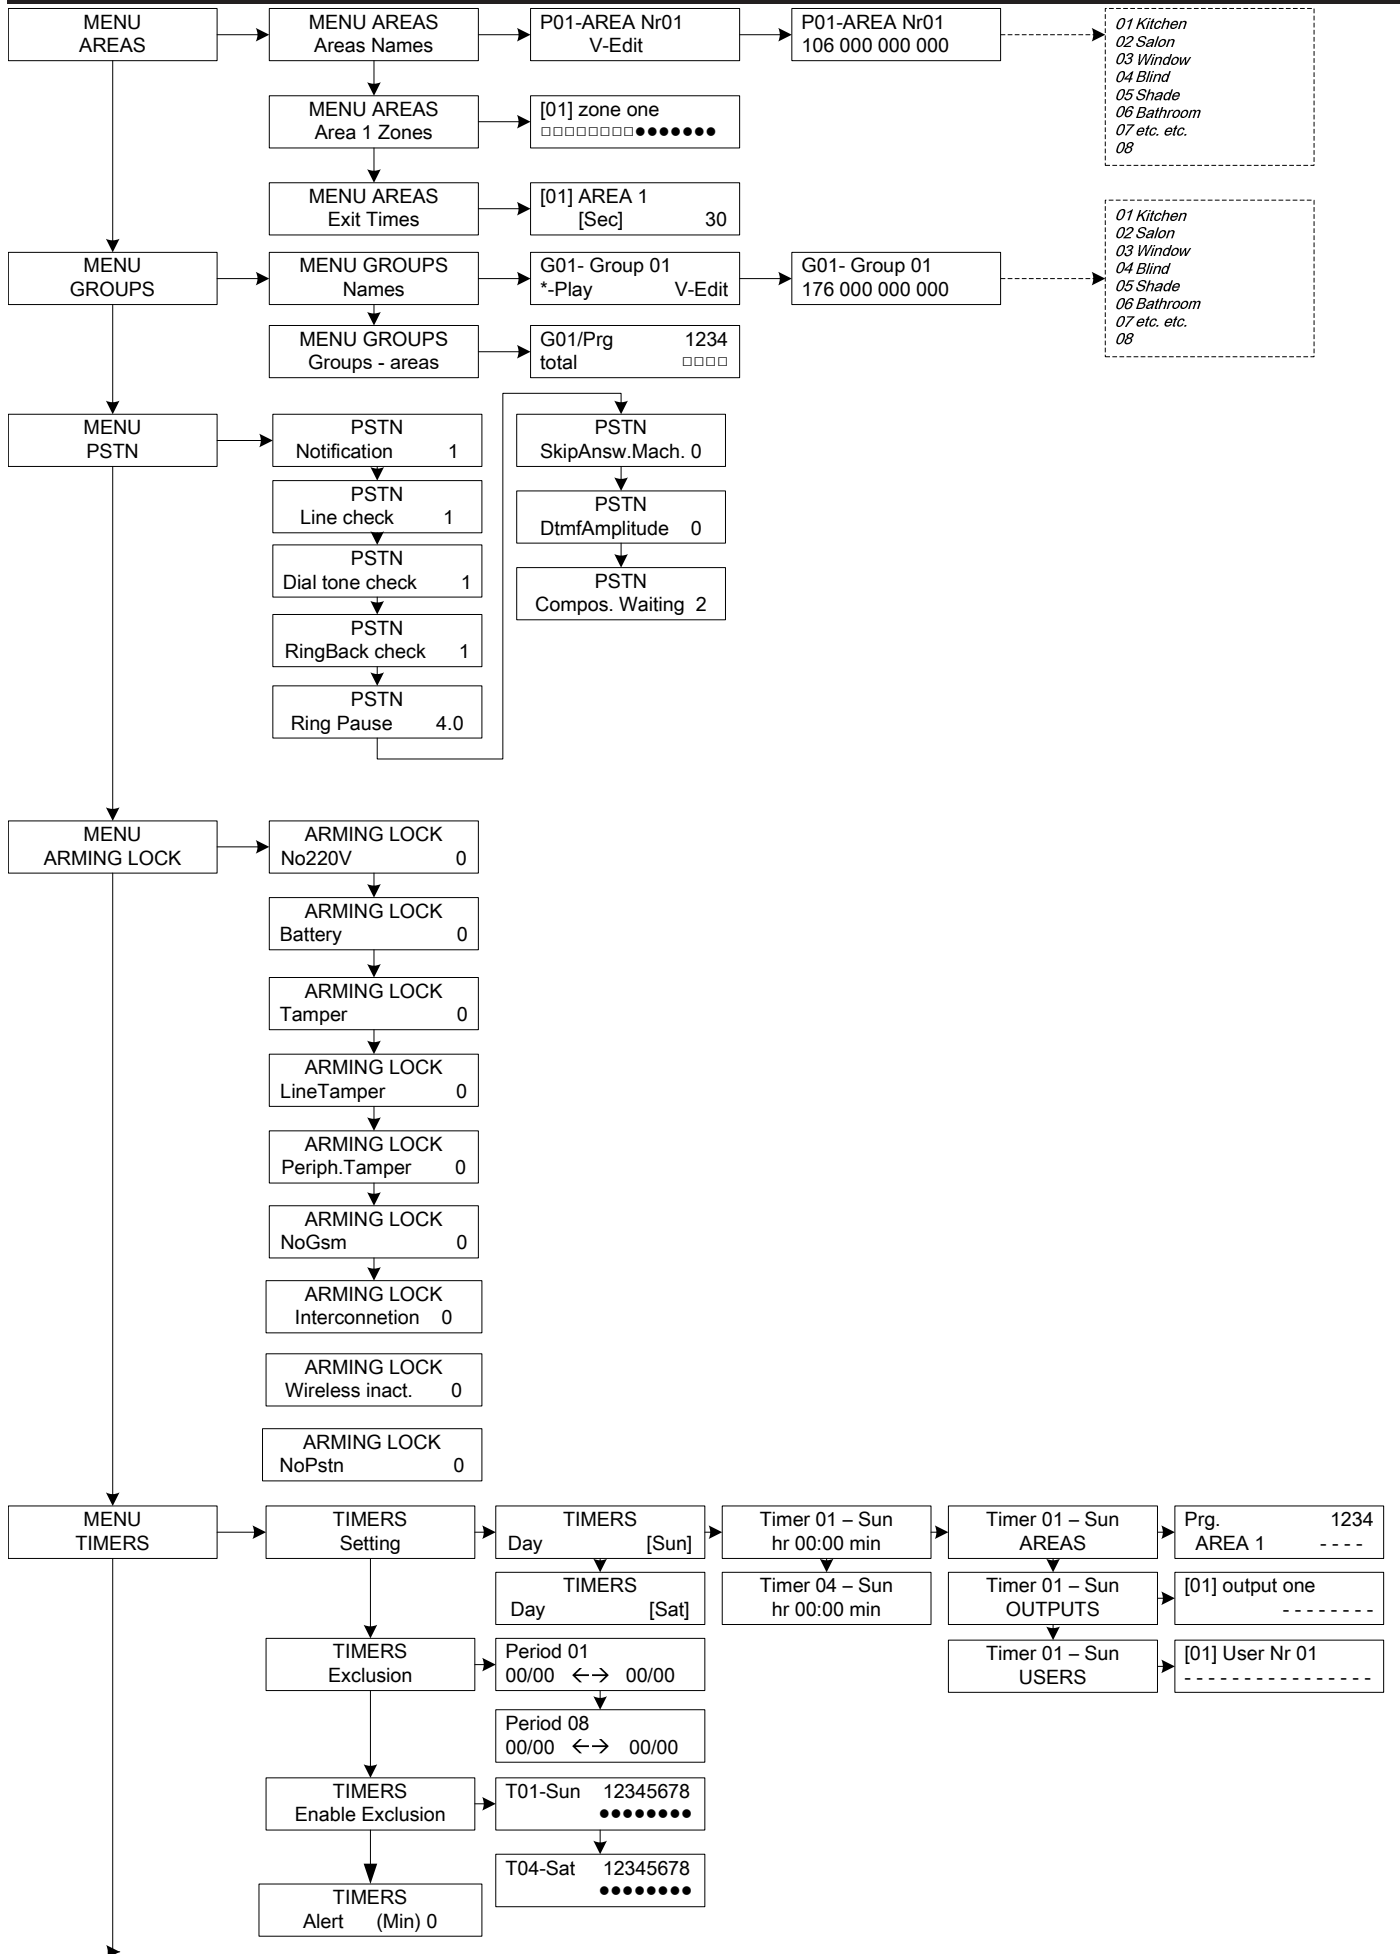 MENU
AREAS
MENU AREAS
Areas Names
P01-AREA Nr01
V-Edit
P01-AREA Nr01
106 000 000 000
01 Kitchen
02 Salon
03 Window
04 Blind
05 Shade
06 Bathroom
07 etc. etc.
08
MENU AREAS
Area 1 Zones
[01] zone one
□□□□□□□□●●●●●●●
MENU AREAS
Exit Times
[01] AREA 1
[Sec] 30
MENU
GROUPS
MENU GROUPS
Names
G01- Group 01
*-Play V-Edit
G01- Group 01
176 000 000 000
01 Kitchen
02 Salon
03 Window
04 Blind
05 Shade
06 Bathroom
07 etc. etc.
08
MENU GROUPS
Groups - areas
G01/Prg 1234
total □□□□
MENU
PSTN
PSTN
Notification 1
PSTN
Line check 1
PSTN
Dial tone check 1
PSTN
RingBack check 1
PSTN
Ring Pause 4.0
PSTN
SkipAnsw.Mach. 0
PSTN
DtmfAmplitude 0
PSTN
Compos. Waiting 2
MENU
ARMING LOCK
ARMING LOCK
No220V 0
ARMING LOCK
Battery 0
ARMING LOCK
Tamper 0
ARMING LOCK
LineTamper 0
ARMING LOCK
Periph.Tamper 0
ARMING LOCK
NoGsm 0
ARMING LOCK
Interconnetion 0
ARMING LOCK
Wireless inact. 0
ARMING LOCK
NoPstn 0
MENU
TIMERS
TIMERS
Setting
TIMERS
Day [Sun]
TIMERS
Day [Sat]
Timer 01 – Sun
hr 00:00 min
Timer 04 – Sun
hr 00:00 min
Timer 01 – Sun
AREAS
Prg. 1234
AREA 1 - - - -
Timer 01 – Sun
OUTPUTS
[01] output one
- - - - - - - -
Timer 01 – Sun
USERS
[01] User Nr 01
- - - - - - - - - - - - - - - -
TIMERS
Exclusion
Period 01
00/00 ←→ 00/00
Period 08
00/00 ←→ 00/00
TIMERS
Enable Exclusion
T01-Sun 12345678
●●●●●●●●
T04-Sat 12345678
●●●●●●●●
TIMERS
Alert (Min) 0